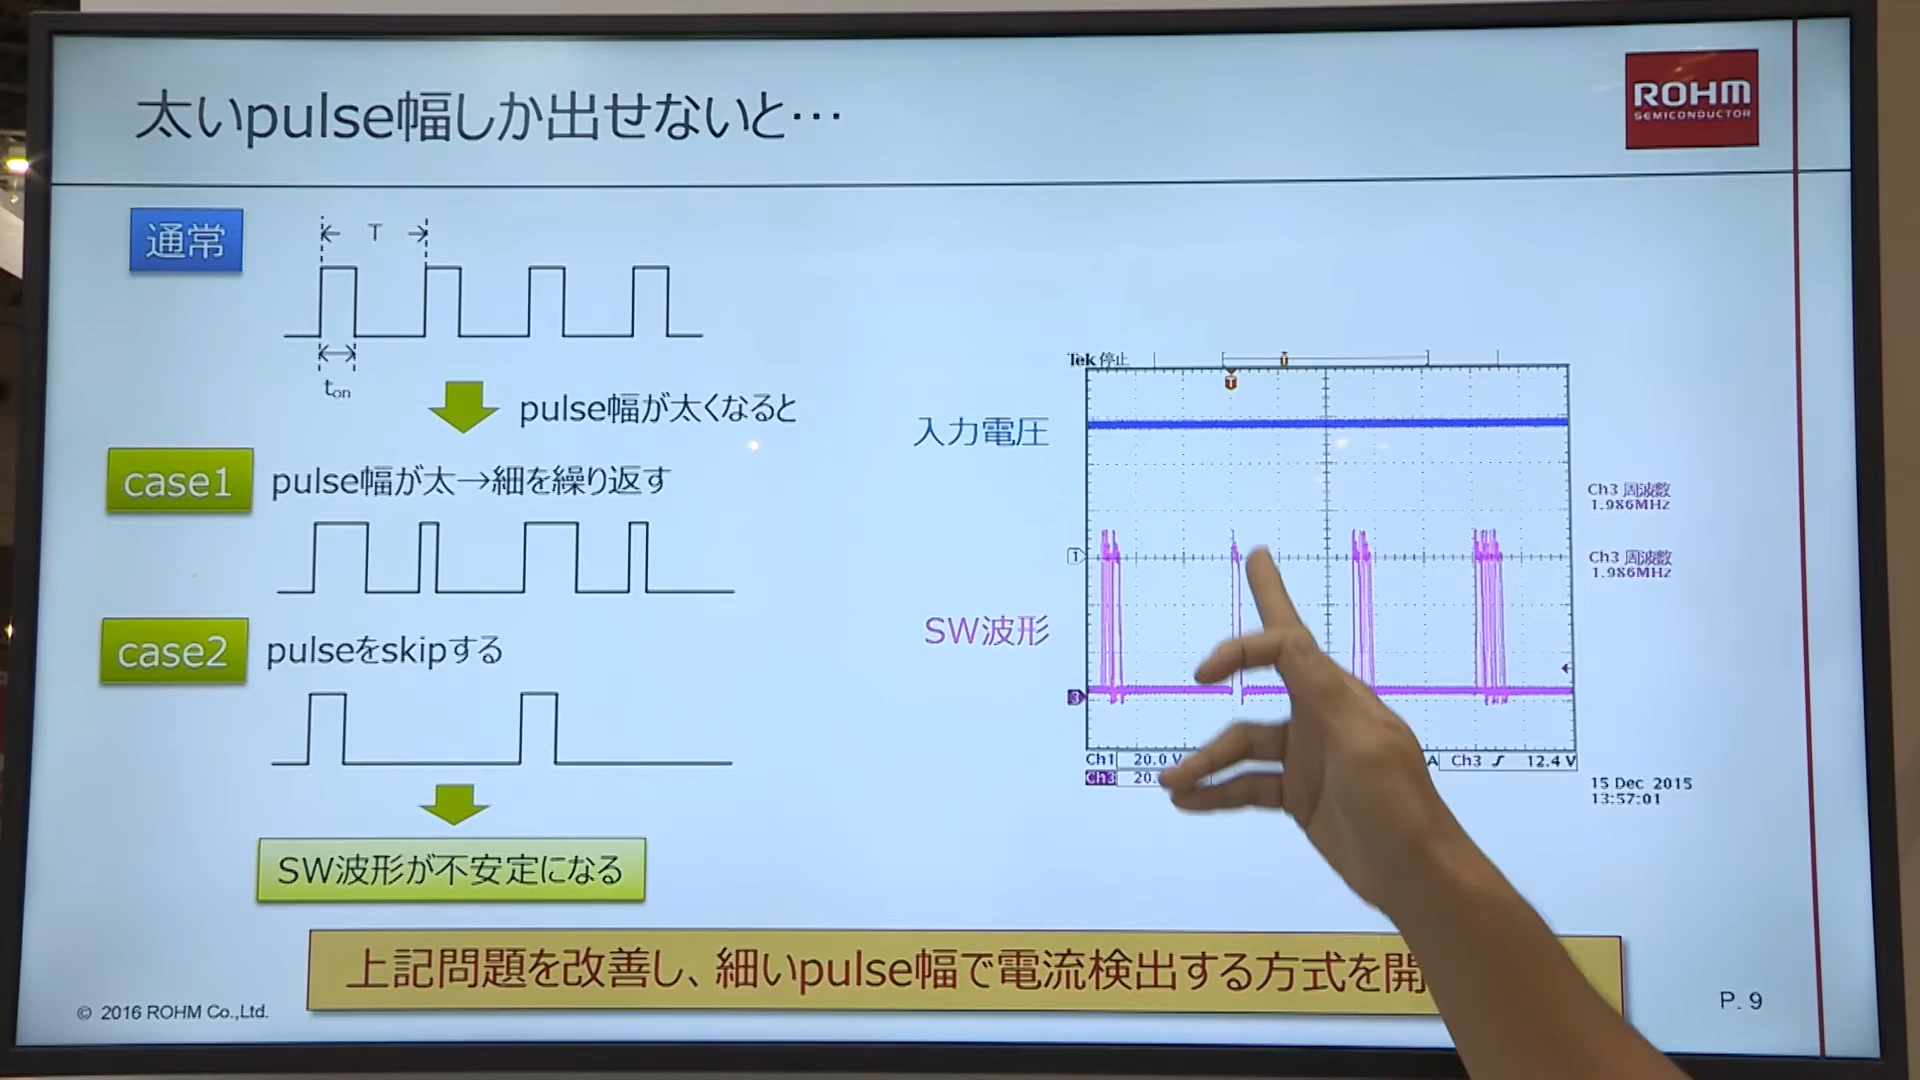 太いpulse幅しか出せないと…
ROHM
SEMICONDUCTOR
通常
T
ton
pulse幅が太くなると
case1
pulse幅が太→細を繰り返す
case2
pulseをskipする
SW波形が不安定になる
入力電圧
SW波形
Tek 停止
T
T
1
3
Ch3 周波数
1.986MHz
Ch3 周波数
1.986MHz
Ch1 20.0 V
Ch3 20.
A Ch3 12.4 V
15 Dec 2015
13:57:01
上記問題を改善し、細いpulse幅で電流検出する方式を開
© 2016 ROHM Co.,Ltd.
P. 9